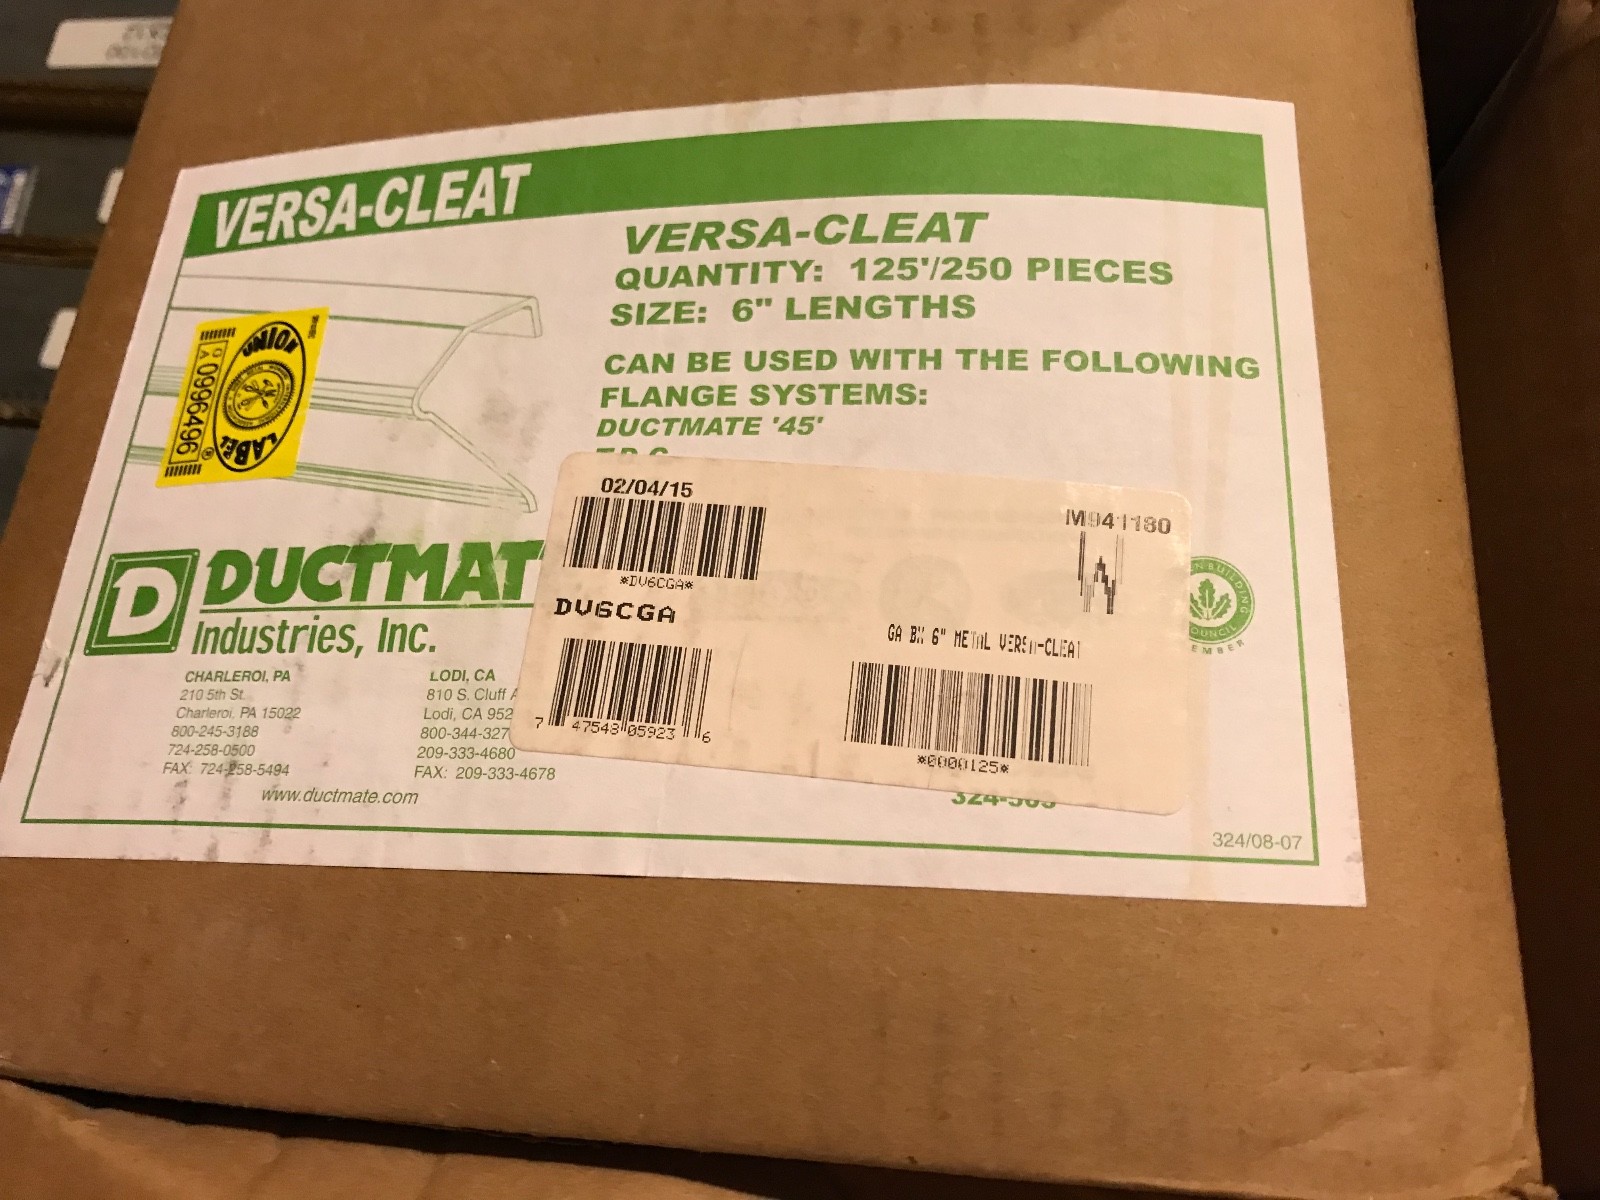 VERSA-CLEAT
VERSA-CLEAT
QUANTITY: 125'/250 PIECES
SIZE: 6" LENGTHS
CAN BE USED WITH THE FOLLOWING
FLANGE SYSTEMS:
DUCTMATE '45'
UNION
LABEL
®
0996496
02/04/15
M941180
*DV6CGA*
DV6CGA
GA BX 6" METAL VERSA-CLEAT
7 47548 05923 6
*0000125*
D DUCTMAT
Industries, Inc.
CHARLEROI, PA
210 5th St.
Charleroi, PA 15022
800-245-3188
724-258-0500
FAX: 724-258-5494
LODI, CA
810 S. Cluff A
Lodi, CA 952
800-344-327
209-333-4680
FAX: 209-333-4678
www.ductmate.com
N BUILDING
OUNCIL
EMBER
324/08-07